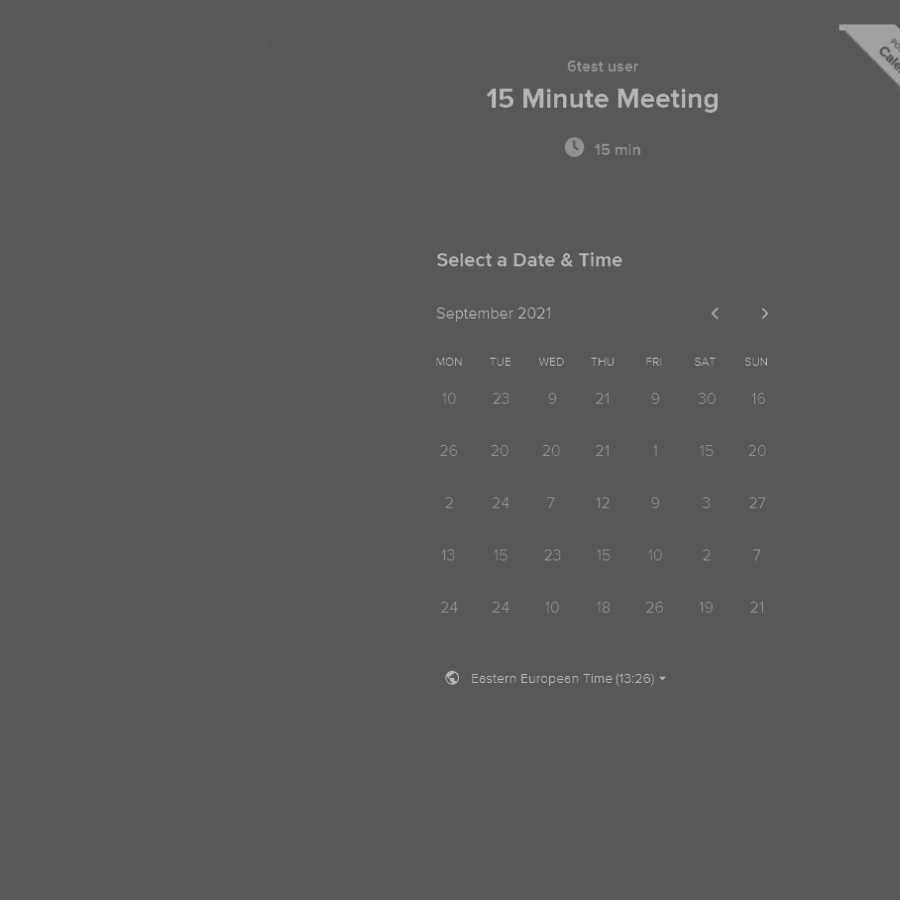 6test user
15 Minute Meeting
15 min
Select a Date & Time
September 2021
MON TUE WED THU FRI SAT SUN
10 23 9 21 9 30 16
26 20 20 21 1 15 20
2 24 7 12 9 3 27
13 15 23 15 10 2 7
24 24 10 18 26 19 21
Eastern European Time (13:26)